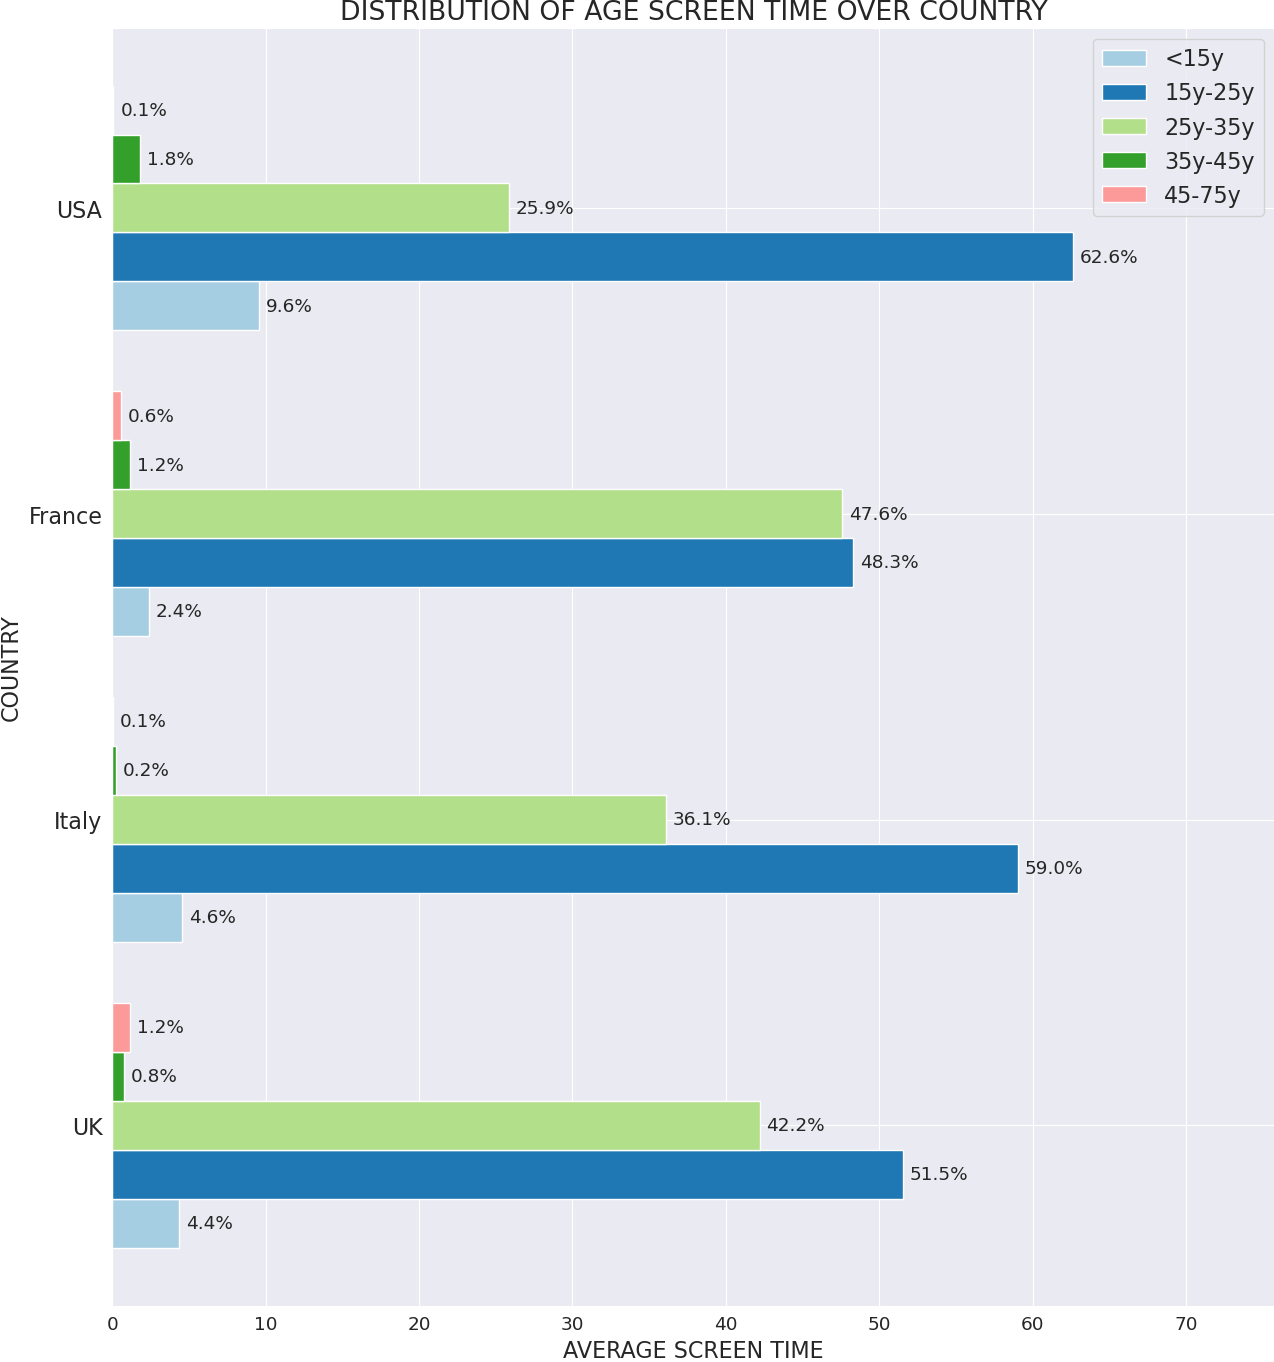 DISTRIBUTION OF AGE SCREEN TIME OVER COUNTRY
<15y
15y-25y
25y-35y
35y-45y
45-75y
0.1%
1.8%
USA
25.9%
62.6%
9.6%
0.6%
1.2%
France
47.6%
48.3%
2.4%
COUNTRY
0.1%
0.2%
Italy
36.1%
59.0%
4.6%
1.2%
0.8%
UK
42.2%
51.5%
4.4%
0 10 20 30 40 50 60 70
AVERAGE SCREEN TIME